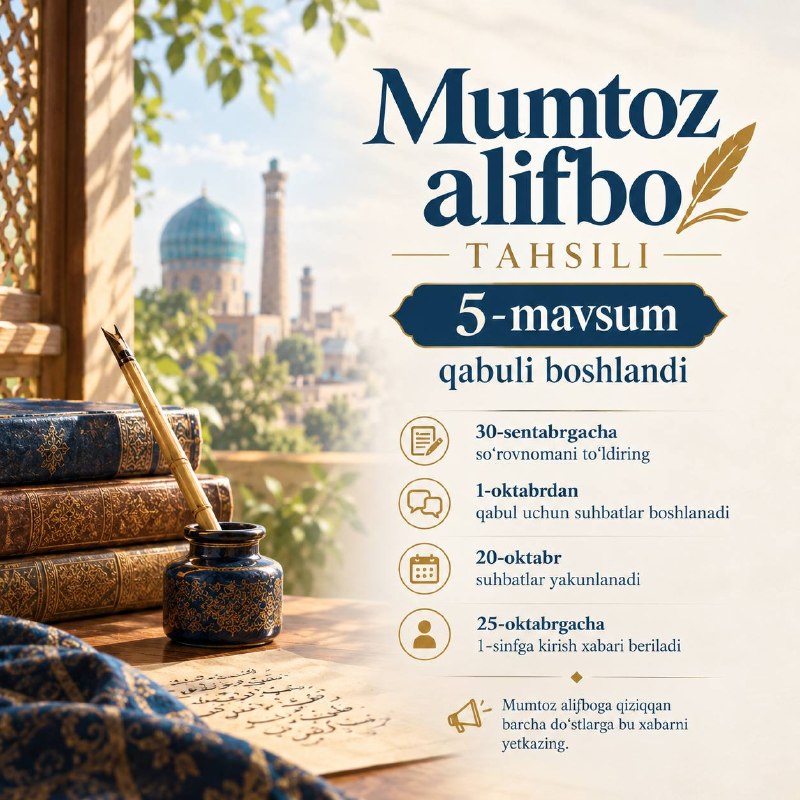 Mumtoz
alifbo
TAHSILI
5-mavsum
qabuli boshlandi
30-sentabrgacha
so‘rovnomani to‘ldiring
1-oktabrdan
qabul uchun suhbatlar boshlanadi
20-oktabr
suhbatlar yakunlanadi
25-oktabrgacha
1-sinfga kirish xabari beriladi
Mumtoz alifboga qiziqqan
barcha do‘stlarga bu xabarni
yetkazing.